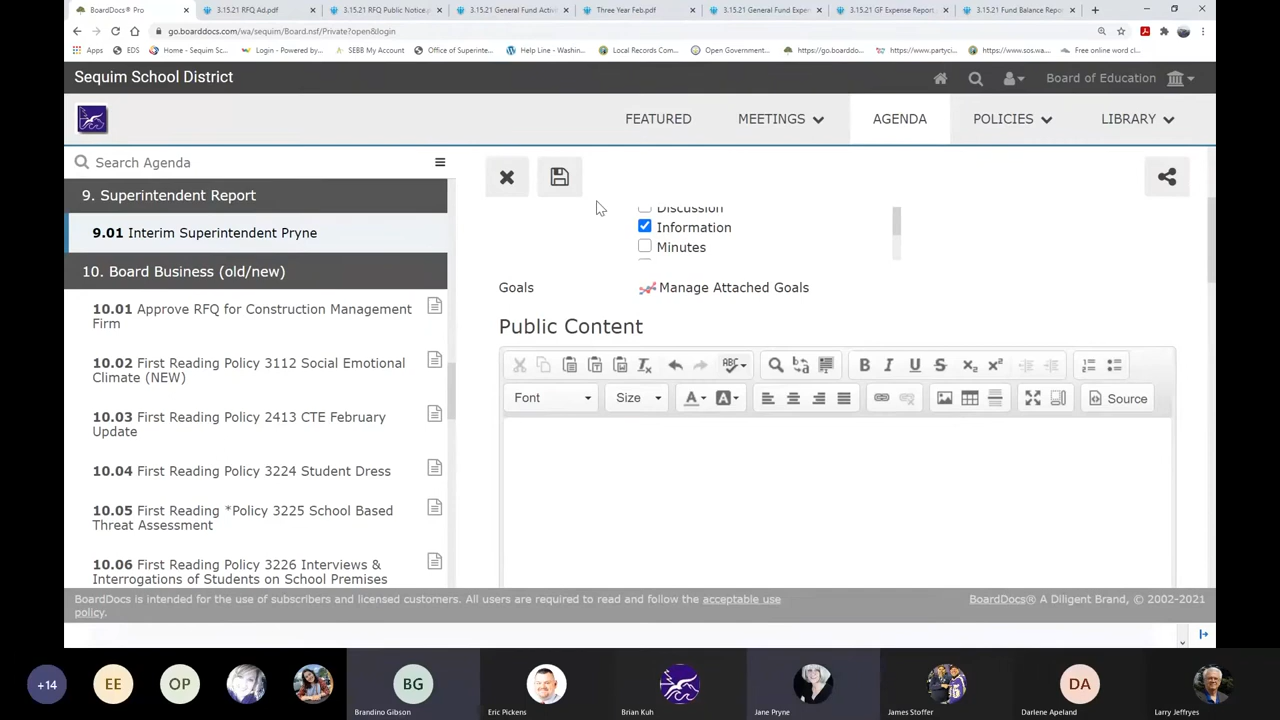 BoardDocs® Pro
3.15.21 RFQ Ad.pdf
3.15.21 RFQ Public Notice.p
3.15.21 General Fund Activi
Three Year Feb.pdf
3.15.21 General Fund Expen
3.15.21 GF Expense Report
3.15.21 Fund Balance Repo
go.boarddocs.com/wa/sequim/Board.nsf/Private?open&login
Apps
EDS
Home - Sequim Sc...
Login - Powered by...
SEBB My Account
Office of Superinte...
Help Line - Washin...
Local Records Com...
Open Government...
https://go.boarddo...
https://www.partyci...
https://www.sos.wa...
Free online word cl...
Sequim School District
Board of Education
FEATURED
MEETINGS
AGENDA
POLICIES
LIBRARY
Search Agenda
9. Superintendent Report
9.01 Interim Superintendent Pryne
10. Board Business (old/new)
10.01 Approve RFQ for Construction Management
Firm
10.02 First Reading Policy 3112 Social Emotional
Climate (NEW)
10.03 First Reading Policy 2413 CTE February
Update
10.04 First Reading Policy 3224 Student Dress
10.05 First Reading *Policy 3225 School Based
Threat Assessment
10.06 First Reading Policy 3226 Interviews &
Interrogations of Students on School Premises
Discussion
Information
Minutes
Goals
Manage Attached Goals
Public Content
ABC
B I U S x₂ x²
Font
Size
A
A
Source
BoardDocs is intended for the use of subscribers and licensed customers. All users are required to read and follow the acceptable use
policy.
BoardDocs® A Diligent Brand, © 2002-2021
+14
EE
OP
BG
DA
Brandino Gibson
Eric Pickens
Brian Kuh
Jane Pryne
James Stoffer
Darlene Apeland
Larry Jeffryes